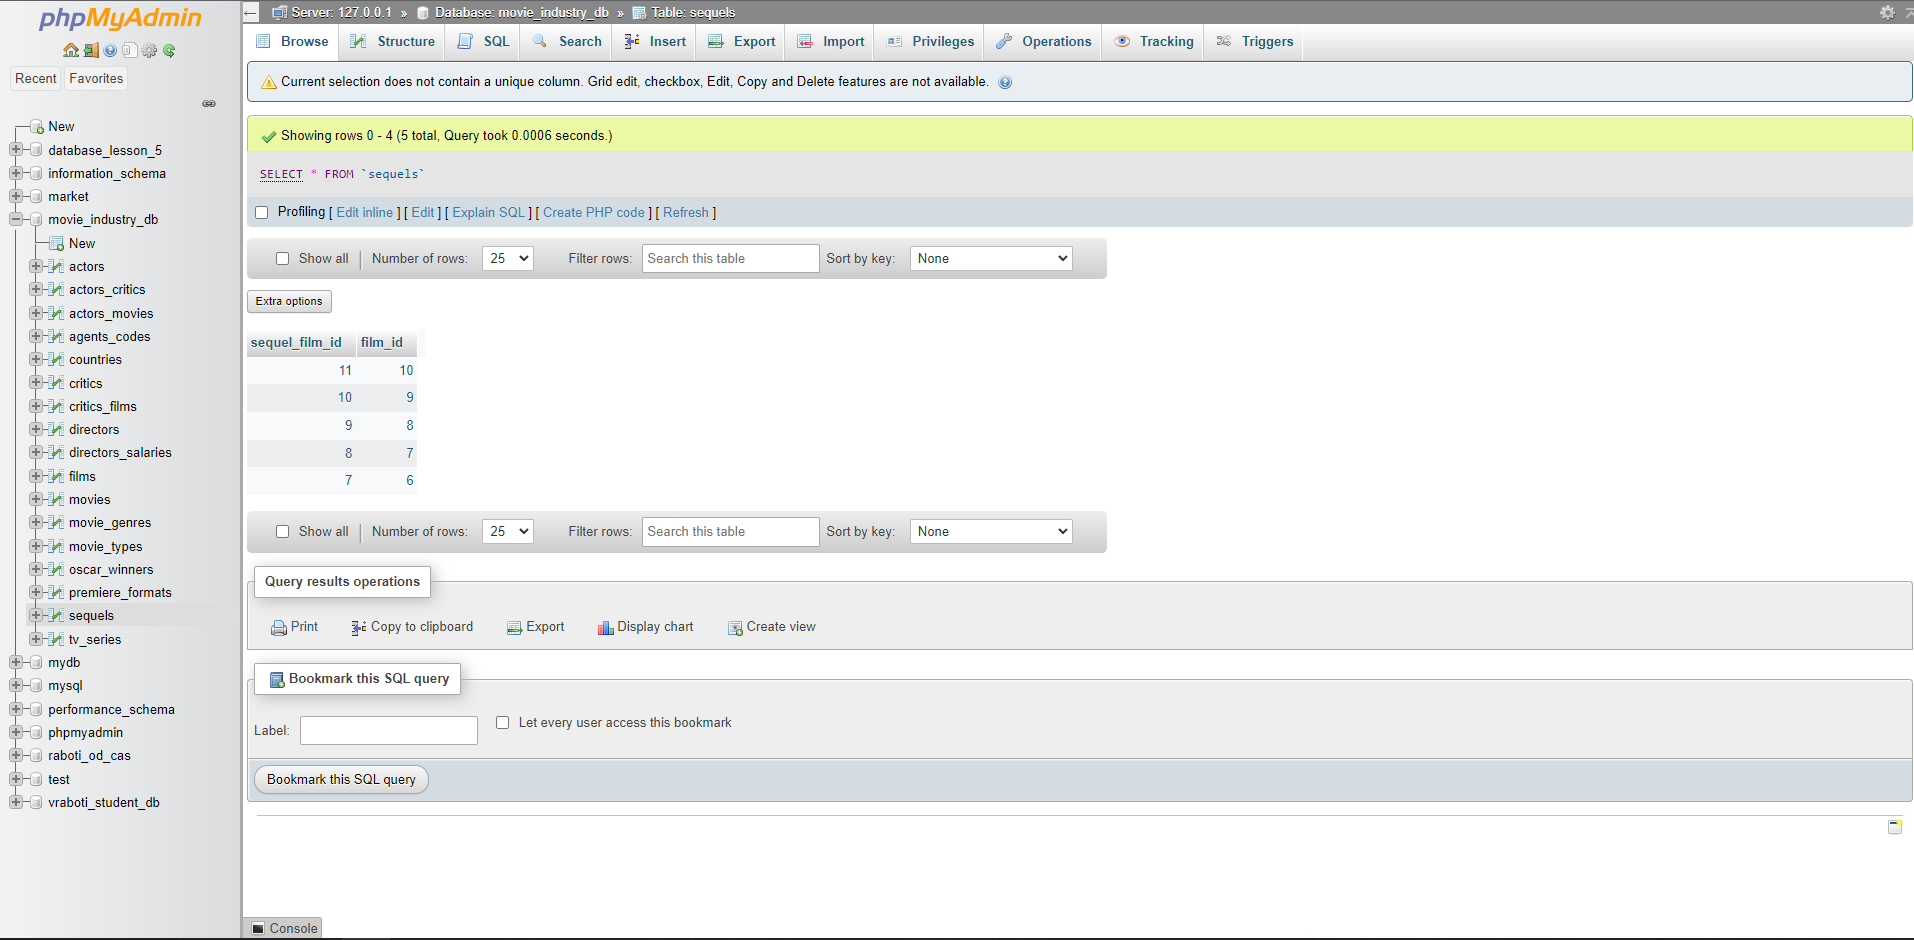 phpMyAdmin
Recent Favorites
New
database_lesson_5
information_schema
market
movie_industry_db
New
actors
actors_critics
actors_movies
agents_codes
countries
critics
critics_films
directors
directors_salaries
films
movies
movie_genres
movie_types
oscar_winners
premiere_formats
sequels
tv_series
mydb
mysql
performance_schema
phpmyadmin
raboti_od_cas
test
vraboti_student_db
Server: 127.0.0.1 » Database: movie_industry_db » Table: sequels
Browse Structure SQL Search Insert Export Import Privileges Operations Tracking Triggers
Current selection does not contain a unique column. Grid edit, checkbox, Edit, Copy and Delete features are not available.
Showing rows 0 - 4 (5 total, Query took 0.0006 seconds.)
SELECT * FROM `sequels`
Profiling [ Edit inline ] [ Edit ] [ Explain SQL ] [ Create PHP code ] [ Refresh ]
Show all | Number of rows: 25 Filter rows: Search this table Sort by key: None
Extra options
sequel_film_id film_id
11 10
10 9
9 8
8 7
7 6
Show all | Number of rows: 25 Filter rows: Search this table Sort by key: None
Query results operations
Print Copy to clipboard Export Display chart Create view
Bookmark this SQL query
Label: Let every user access this bookmark
Bookmark this SQL query
Console